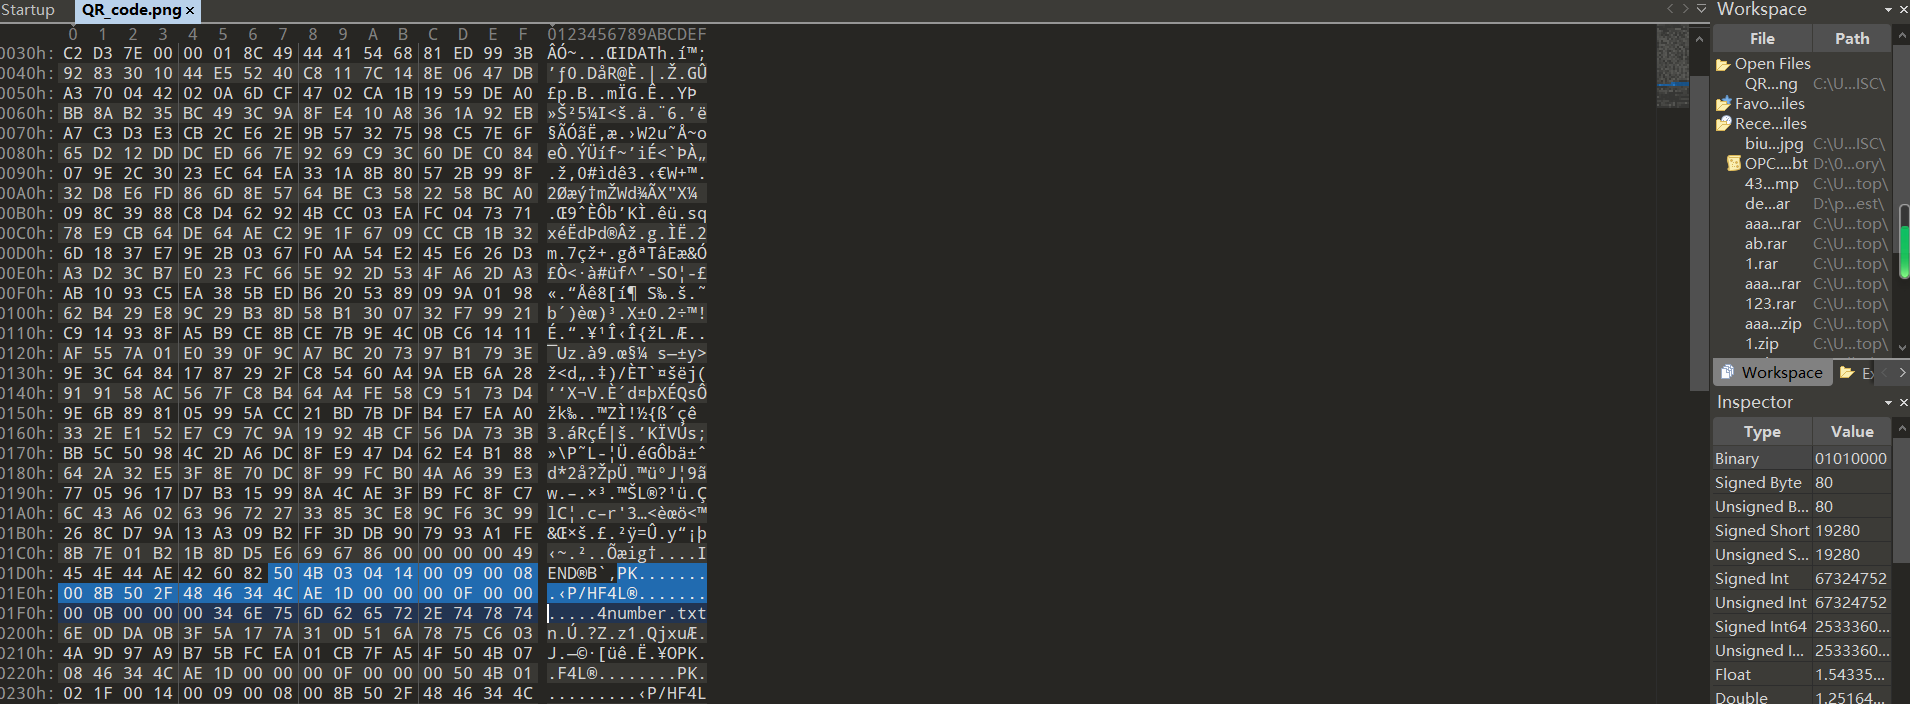 Startup QR_code.png ×
0 1 2 3 4 5 6 7 8 9 A B C D E F 0123456789ABCDEF
0030h: C2 D3 7E 00 00 01 8C 49 44 41 54 68 81 ED 99 3B ÂÓ~...ŒIDATh.í™;
0040h: 92 83 30 10 44 E5 52 40 C8 11 7C 14 8E 06 47 DB ’ƒ0.DåR@È.|.Ž.GÛ
0050h: A3 70 04 42 02 0A 6D CF 47 02 CA 1B 19 59 DE A0 £p.B..mÏG.Ê..YÞ
0060h: BB 8A B2 35 BC 49 3C 9A 8F E4 10 A8 36 1A 92 EB »Š²5¼I<š.ä.¨6.’ë
0070h: A7 C3 D3 E3 CB 2C E6 2E 9B 57 32 75 98 C5 7E 6F §ÃÓãË,æ.›W2u˜Å~o
0080h: 65 D2 12 DD DC ED 66 7E 92 69 C9 3C 60 DE C0 84 eÒ.ÝÜíf~’iÉ<`ÞÀ„
0090h: 07 9E 2C 30 23 EC 64 EA 33 1A 8B 80 57 2B 99 8F .ž,0#ìdê3.‹€W+™.
00A0h: 32 D8 E6 FD 86 6D 8E 57 64 BE C3 58 22 58 BC A0 2Øæý†mŽWd¾ÃX"X¼
00B0h: 09 8C 39 88 C8 D4 62 92 4B CC 03 EA FC 04 73 71 .Œ9ˆÈÔb’KÌ.êü.sq
00C0h: 78 E9 CB 64 DE 64 AE C2 9E 1F 67 09 CC CB 1B 32 xéËdÞd®Âž.g.ÌË.2
00D0h: 6D 18 37 E7 9E 2B 03 67 F0 AA 54 E2 45 E6 26 D3 m.7çž+.gðªTâEæ&Ó
00E0h: A3 D2 3C B7 E0 23 FC 66 5E 92 2D 53 4F A6 2D A3 £Ò<·à#üf^’-SO¦-£
00F0h: AB 10 93 C5 EA 38 5B ED B6 20 53 89 09 9A 01 98 «.“Åê8[í¶ S‰.š.˜
0100h: 62 B4 29 E8 9C 29 B3 8D 58 B1 30 07 32 F7 99 21 b´)èœ)³.X±0.2÷™!
0110h: C9 14 93 8F A5 B9 CE 8B CE 7B 9E 4C 0B C6 14 11 É.“.¥¹Î‹Î{žL.Æ..
0120h: AF 55 7A 01 E0 39 0F 9C A7 BC 20 73 97 B1 79 3E ¯Uz.à9.œ§¼ s—±y>
0130h: 9E 3C 64 84 17 87 29 2F C8 54 60 A4 9A EB 6A 28 ž<d„.‡)/ÈT`¤šëj(
0140h: 91 91 58 AC 56 7F C8 B4 64 A4 FE 58 C9 51 73 D4 ‘‘X¬V.È´d¤þXÉQsÔ
0150h: 9E 6B 89 81 05 99 5A CC 21 BD 7B DF B4 E7 EA A0 žk‰..™ZÌ!½{ß´çê
0160h: 33 2E E1 52 E7 C9 7C 9A 19 92 4B CF 56 DA 73 3B 3.áRçÉ|š.’KÏVÚs;
0170h: BB 5C 50 98 4C 2D A6 DC 8F E9 47 D4 62 E4 B1 88 »\P˜L-¦Ü.éGÔbä±ˆ
0180h: 64 2A 32 E5 3F 8E 70 DC 8F 99 FC B0 4A A6 39 E3 d*2å?ŽpÜ.™ü°J¦9ã
0190h: 77 05 96 17 D7 B3 15 99 8A 4C AE 3F B9 FC 8F C7 w.–.×³.™ŠL®?¹ü.Ç
01A0h: 6C 43 A6 02 63 96 72 27 33 85 3C E8 9C F6 3C 99 lC¦.c–r'3…<èœö<™
01B0h: 26 8C D7 9A 13 A3 09 B2 FF 3D DB 90 79 93 A1 FE &Œ×š.£.²ÿ=Û.y“¡þ
01C0h: 8B 7E 01 B2 1B 8D D5 E6 69 67 86 00 00 00 00 49 ‹~.²..Õæig†....I
01D0h: 45 4E 44 AE 42 60 82 50 4B 03 04 14 00 09 00 08 END®B`‚PK.......
01E0h: 00 8B 50 2F 48 46 34 4C AE 1D 00 00 00 0F 00 00 .‹P/HF4L®.......
01F0h: 00 0B 00 00 00 34 6E 75 6D 62 65 72 2E 74 78 74 .....4number.txt
0200h: 6E 0D DA 0B 3F 5A 17 7A 31 0D 51 6A 78 75 C6 03 n.Ú.?Z.z1.QjxuÆ.
0210h: 4A 9D 97 A9 B7 5B FC EA 01 CB 7F A5 4F 50 4B 07 J.—©·[üê.Ë.¥OPK.
0220h: 08 46 34 4C AE 1D 00 00 00 0F 00 00 00 50 4B 01 .F4L®........PK.
0230h: 02 1F 00 14 00 09 00 08 00 8B 50 2F 48 46 34 4C .........‹P/HF4L
Workspace
File Path
Open Files
QR...ng C:\U...ISC\
Favo...iles
Rece...iles
biu...jpg C:\U...ISC\
OPC....bt D:\0...ory\
43...mp C:\U...top\
de...ar D:\p...est\
aaa...rar C:\U...top\
ab.rar C:\U...top\
1.rar C:\U...top\
aaa...rar C:\U...top\
123.rar C:\U...top\
aaa...zip C:\U...top\
1.zip C:\U...top\
Workspace
Inspector
Type Value
Binary 01010000
Signed Byte 80
Unsigned B... 80
Signed Short 19280
Unsigned S... 19280
Signed Int 67324752
Unsigned Int 67324752
Signed Int64 2533360...
Unsigned I... 2533360...
Float 1.54335...
Double 1.25164...